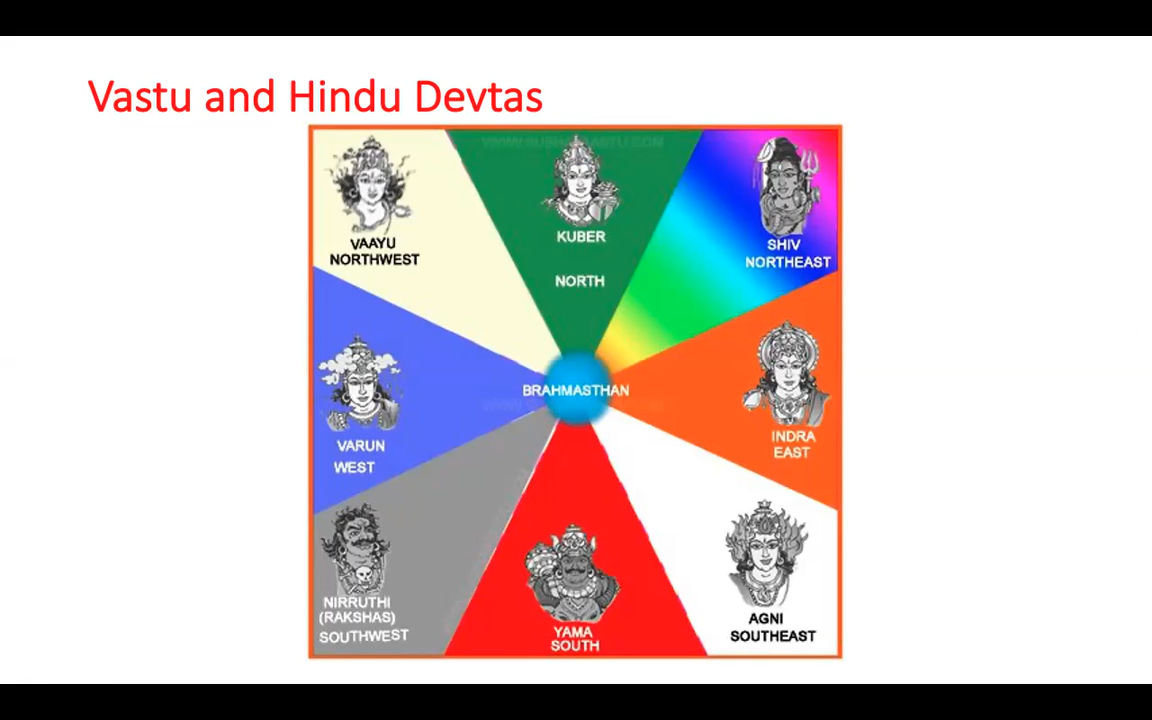 Vastu and Hindu Devtas
VAAYU
NORTHWEST
KUBER
NORTH
SHIV
NORTHEAST
VARUN
WEST
BRAHMASTHAN
INDRA
EAST
NIRRUTHI
(RAKSHAS)
SOUTHWEST
YAMA
SOUTH
AGNI
SOUTHEAST